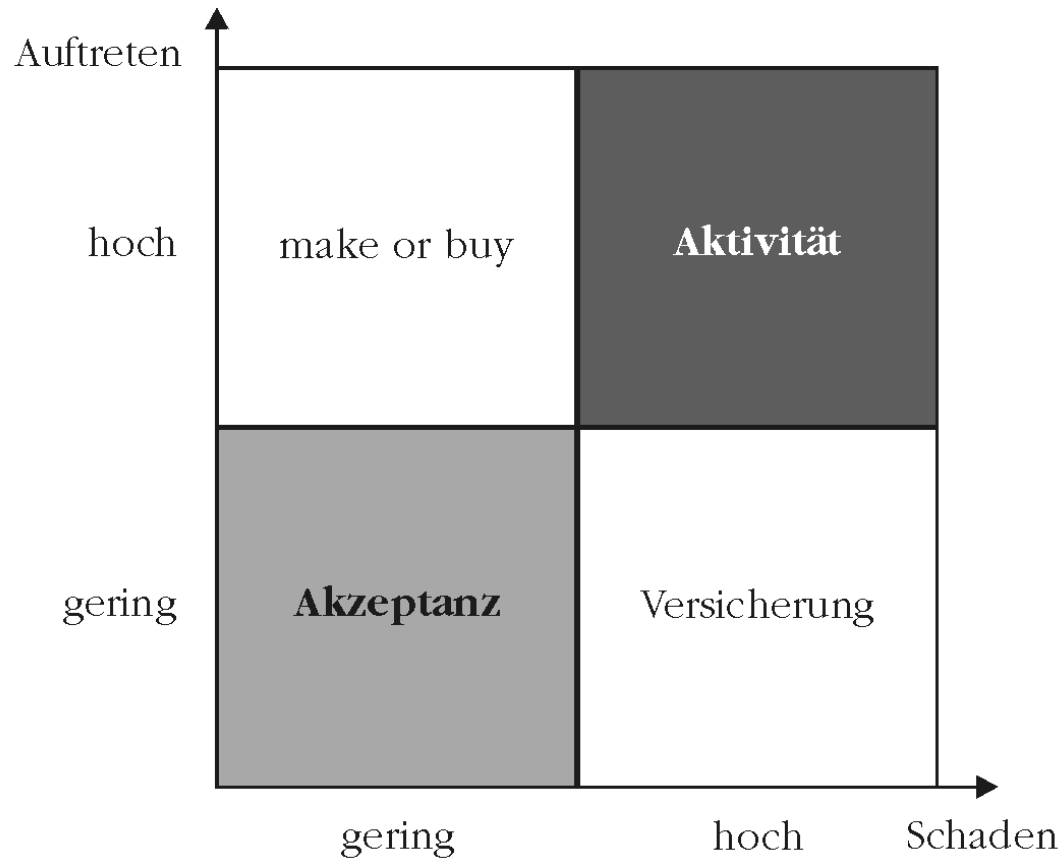 Auftreten
hoch
make or buy
Aktivität
gering
Akzeptanz
Versicherung
gering
hoch
Schaden